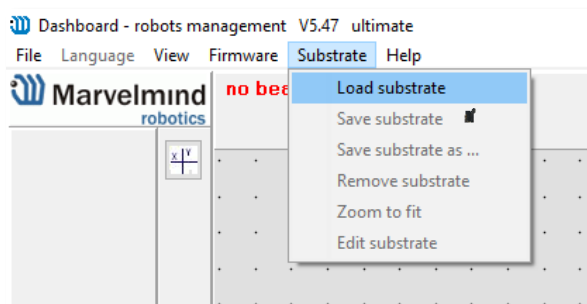 Dashboard - robots management V5.47 ultimate
File Language View Firmware Substrate Help
Marvelmind
robotics
no bea
Load substrate
Save substrate
Save substrate as ...
Remove substrate
Zoom to fit
Edit substrate
X Y